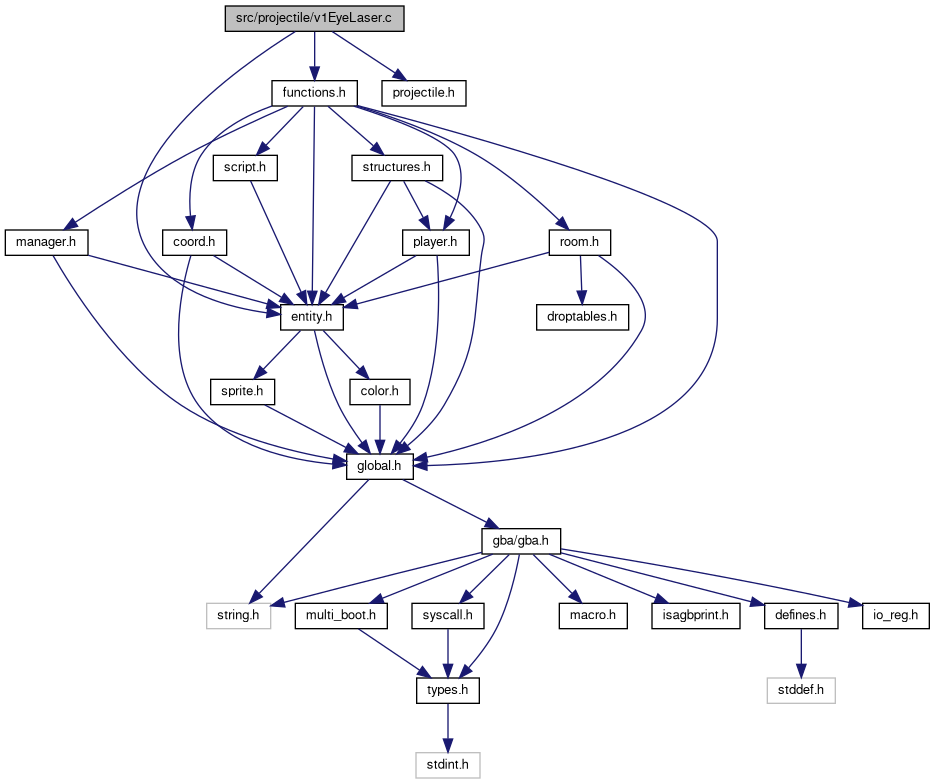 src/projectile/v1EyeLaser.c
functions.h
projectile.h
script.h
structures.h
manager.h
coord.h
player.h
room.h
entity.h
droptables.h
sprite.h
color.h
global.h
gba/gba.h
string.h
multi_boot.h
syscall.h
macro.h
isagbprint.h
defines.h
io_reg.h
types.h
stddef.h
stdint.h